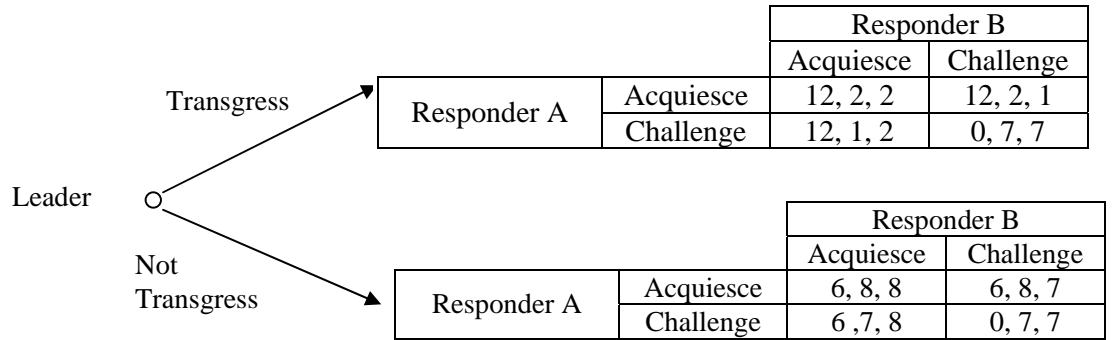 Responder B
Acquiesce Challenge
Transgress
Responder A Acquiesce 12, 2, 2 12, 2, 1
Challenge 12, 1, 2 0, 7, 7
Leader
Responder B
Not
Transgress
Acquiesce Challenge
Responder A Acquiesce 6, 8, 8 6, 8, 7
Challenge 6 ,7, 8 0, 7, 7